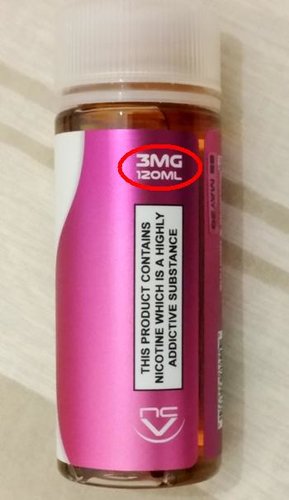 3MG
120ML
THIS PRODUCT CONTAINS
NICOTINE WHICH IS A HIGHLY
ADDICTIVE SUBSTANCE